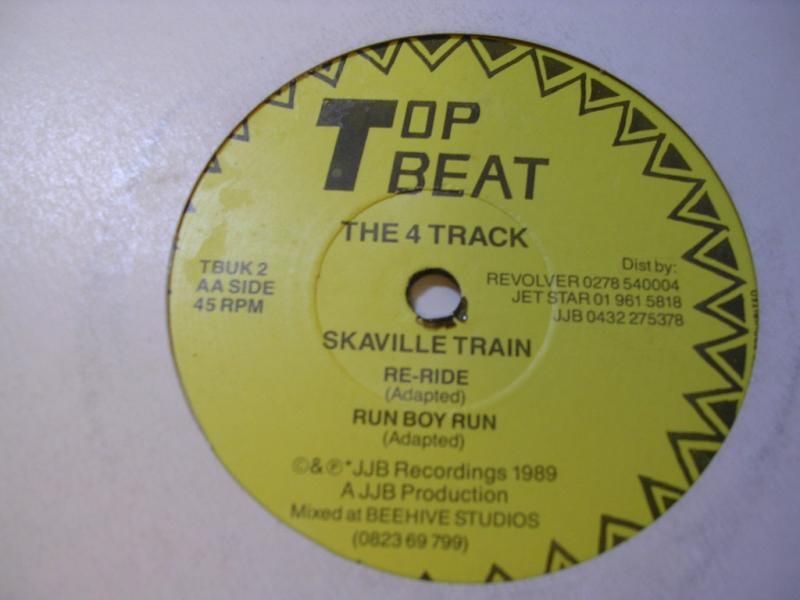 TOP
BEAT
THE 4 TRACK
TBUK 2
AA SIDE
45 RPM
Dist by:
REVOLVER 0278 540004
JET STAR 01 961 5818
JJB 0432 275378
SKAVILLE TRAIN
RE-RIDE
(Adapted)
RUN BOY RUN
(Adapted)
©&℗*JJB Recordings 1989
A JJB Production
Mixed at BEEHIVE STUDIOS
(0823 69 799)